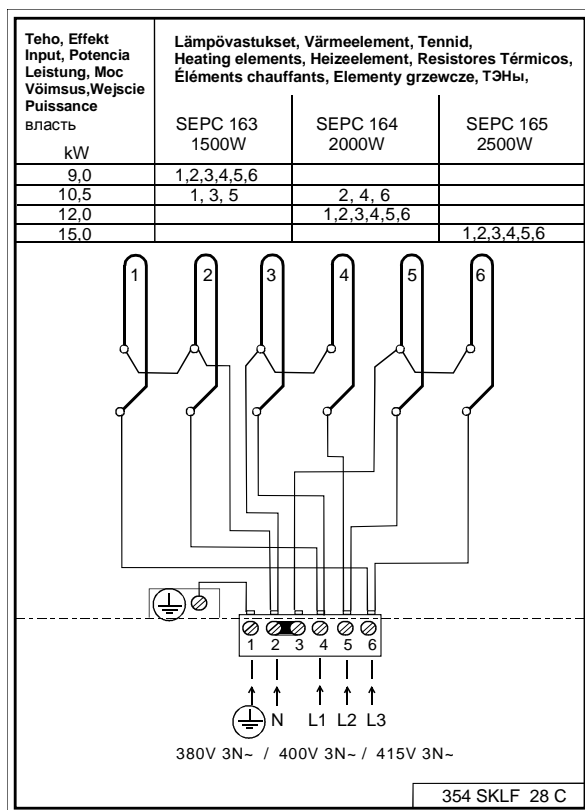 Teho, Effekt
Input, Potencia
Leistung, Moc
Vöimsus,Wejscie
Puissance
власть
kW
Lämpövastukset, Värmeelement, Tennid,
Heating elements, Heizeelement, Resistores Térmicos,
Éléments chauffants, Elementy grzewcze, ТЭНы,
SEPC 163
1500W
SEPC 164
2000W
SEPC 165
2500W
9,0 1,2,3,4,5,6
10,5 1, 3, 5 2, 4, 6
12,0 1,2,3,4,5,6
15,0 1,2,3,4,5,6
1 2 3 4 5 6
1 2 3 4 5 6
N L1 L2 L3
380V 3N~ / 400V 3N~ / 415V 3N~
354 SKLF 28 C